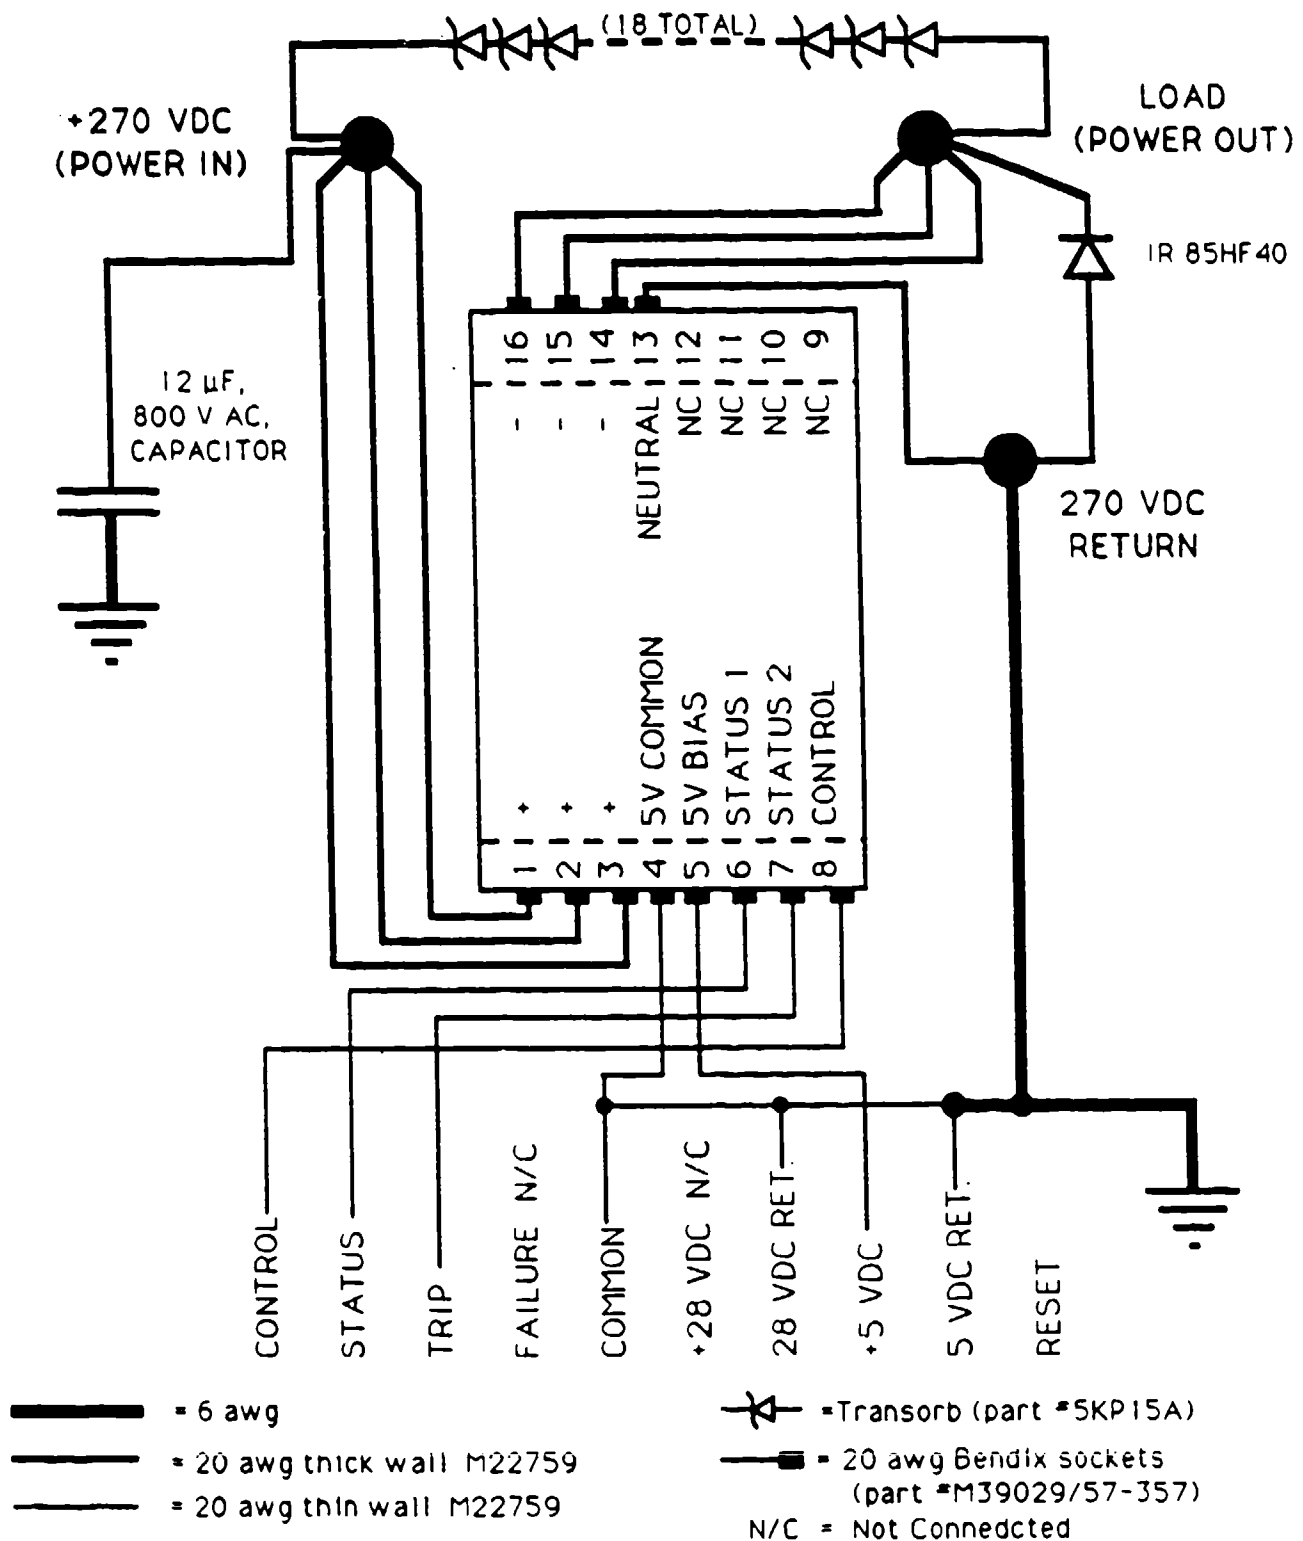 (18 TOTAL)
+270 VDC
(POWER IN)
LOAD
(POWER OUT)
IR 85HF40
12 µF,
800 V AC,
CAPACITOR
16 15 14 13 12 11 10 9
- - - NEUTRAL NC NC NC NC
270 VDC
RETURN
+ + + 5V COMMON 5V BIAS STATUS 1 STATUS 2 CONTROL
1 2 3 4 5 6 7 8
CONTROL
STATUS
TRIP
FAILURE N/C
COMMON
+28 VDC N/C
28 VDC RET.
+5 VDC
5 VDC RET.
RESET
= 6 awg
= 20 awg thick wall M22759
= 20 awg thin wall M22759
=Transorb (part #5KP15A)
= 20 awg Bendix sockets
(part #M39029/57-357)
N/C = Not Connedcted